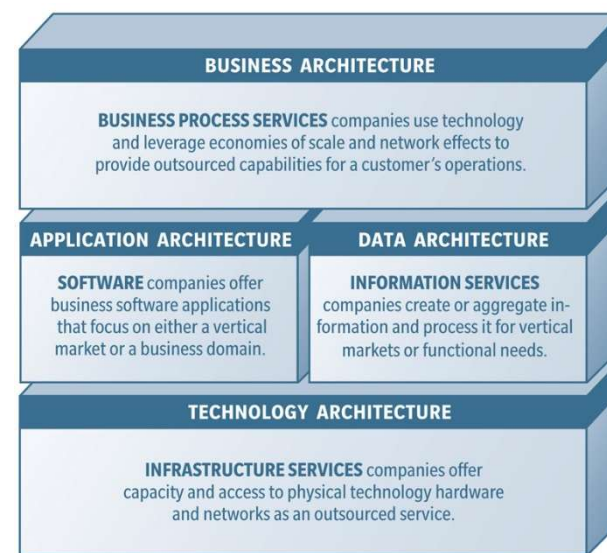 BUSINESS ARCHITECTURE
BUSINESS PROCESS SERVICES companies use technology
and leverage economies of scale and network effects to
provide outsourced capabilities for a customer's operations.
APPLICATION ARCHITECTURE
SOFTWARE companies offer
business software applications
that focus on either a vertical
market or a business domain.
DATA ARCHITECTURE
INFORMATION SERVICES
companies create or aggregate in-
formation and process it for vertical
markets or functional needs.
TECHNOLOGY ARCHITECTURE
INFRASTRUCTURE SERVICES companies offer
capacity and access to physical technology hardware
and networks as an outsourced service.